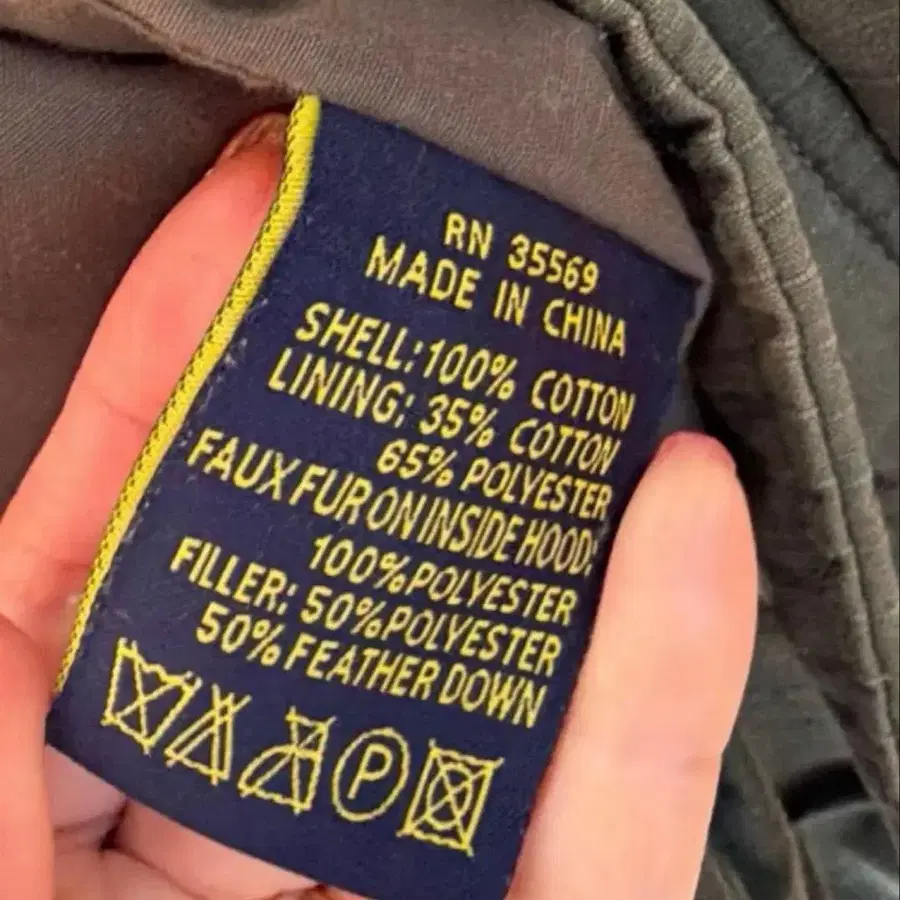 RN 35569
MADE IN CHINA
SHELL: 100% COTTON
LINING: 35% COTTON
65% POLYESTER
FAUX FUR ON INSIDE HOOD:
100% POLYESTER
FILLER: 50% POLYESTER
50% FEATHER DOWN
P